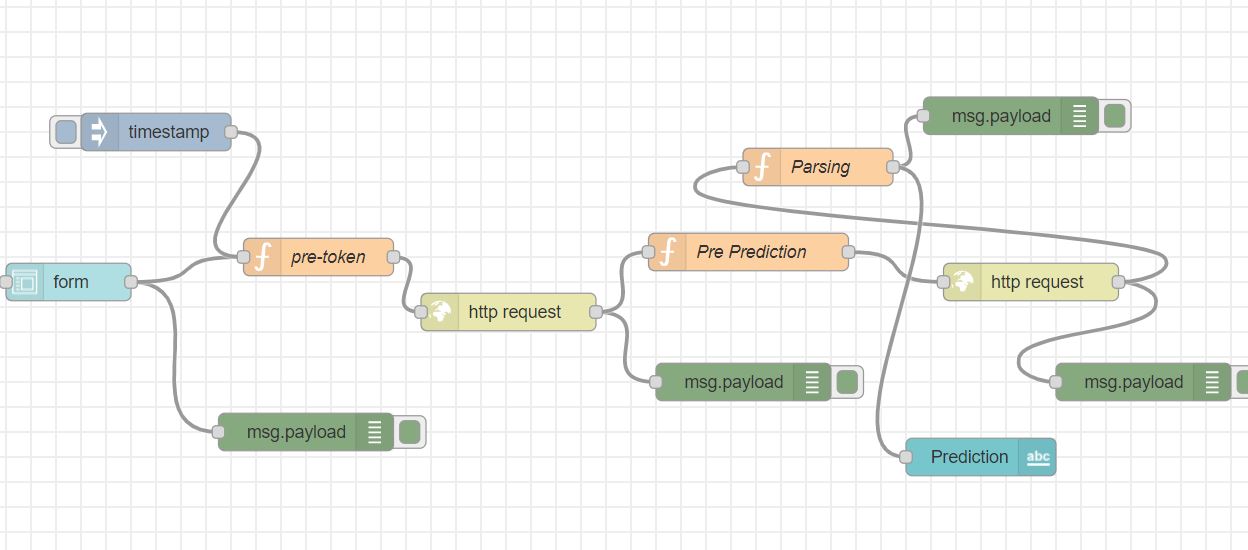 msg.payload
timestamp
Parsing
Pre Prediction
pre-token
form
http request
http request
msg.payload
msg.payload
msg.payload
Prediction
abc